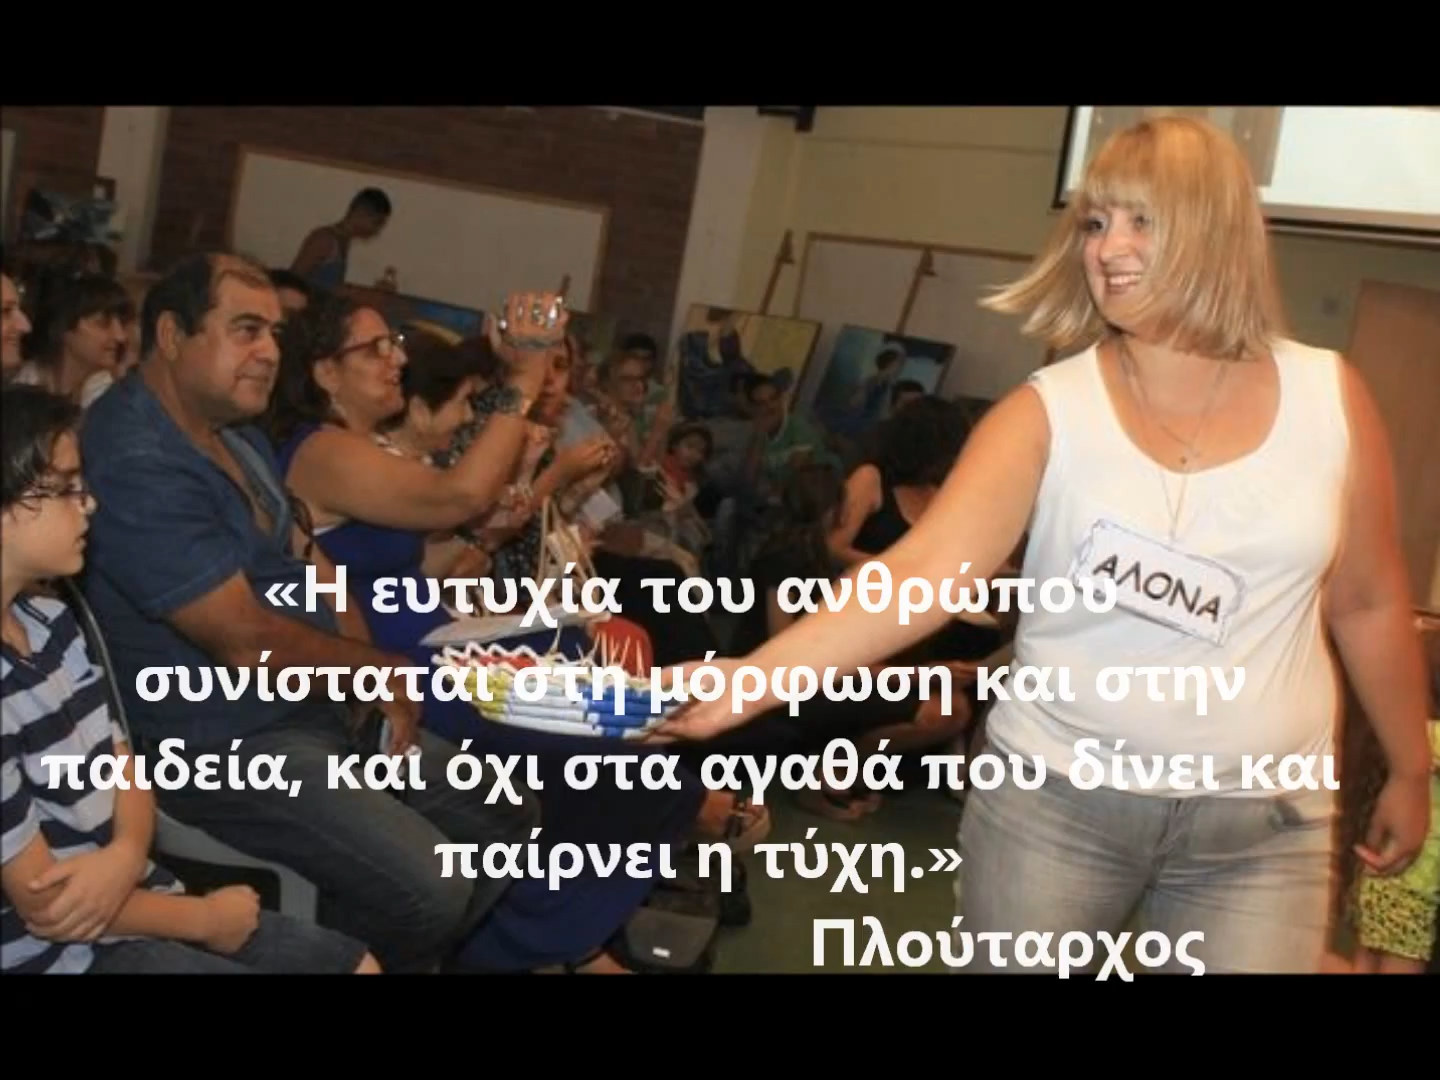 ΑΛΟΝΑ
«Η ευτυχία του ανθρώπου
συνίσταται στη μόρφωση και στην
παιδεία, και όχι στα αγαθά που δίνει και
παίρνει η τύχη.»
Πλούταρχος